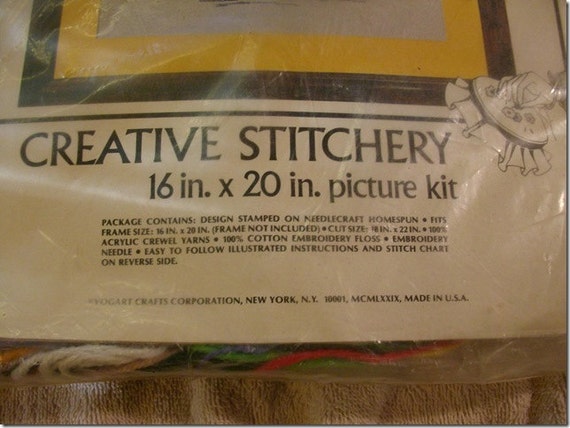 CREATIVE STITCHERY
16 in. x 20 in. picture kit
PACKAGE CONTAINS: DESIGN STAMPED ON NEEDLECRAFT HOMESPUN • FITS
FRAME SIZE: 16 IN. x 20 IN. (FRAME NOT INCLUDED) • CUT SIZE: 18 IN. x 22 IN. • 100%
ACRYLIC CREWEL YARNS • 100% COTTON EMBROIDERY FLOSS • EMBROIDERY
NEEDLE • EASY TO FOLLOW ILLUSTRATED INSTRUCTIONS AND STITCH CHART
ON REVERSE SIDE.
VOGART CRAFTS CORPORATION, NEW YORK, N.Y. 10001, MCMLXXIX, MADE IN U.S.A.